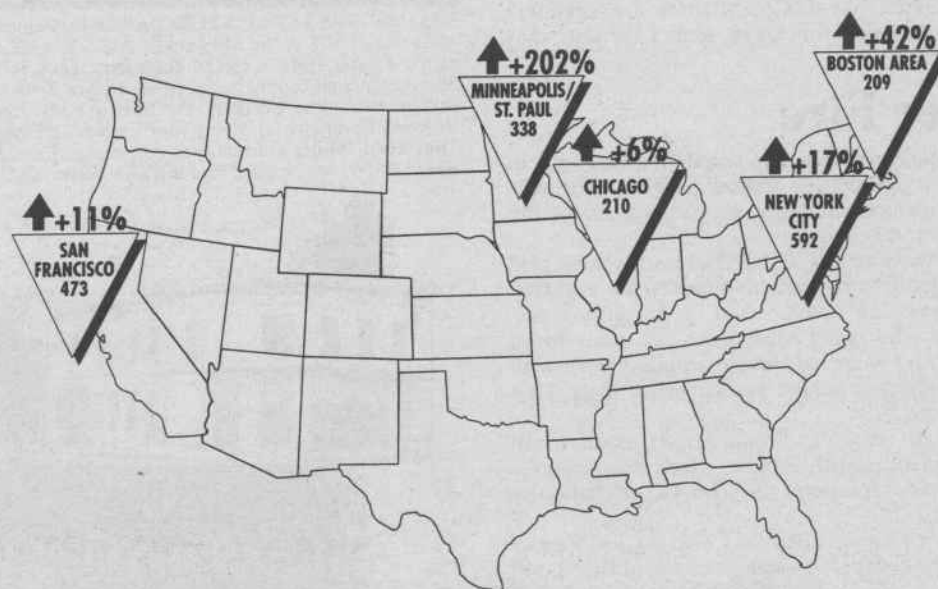 +42%
BOSTON AREA
209
+202%
MINNEAPOLIS/
ST. PAUL
338
+6%
CHICAGO
210
+17%
NEW YORK
CITY
592
+11%
SAN
FRANCISCO
473